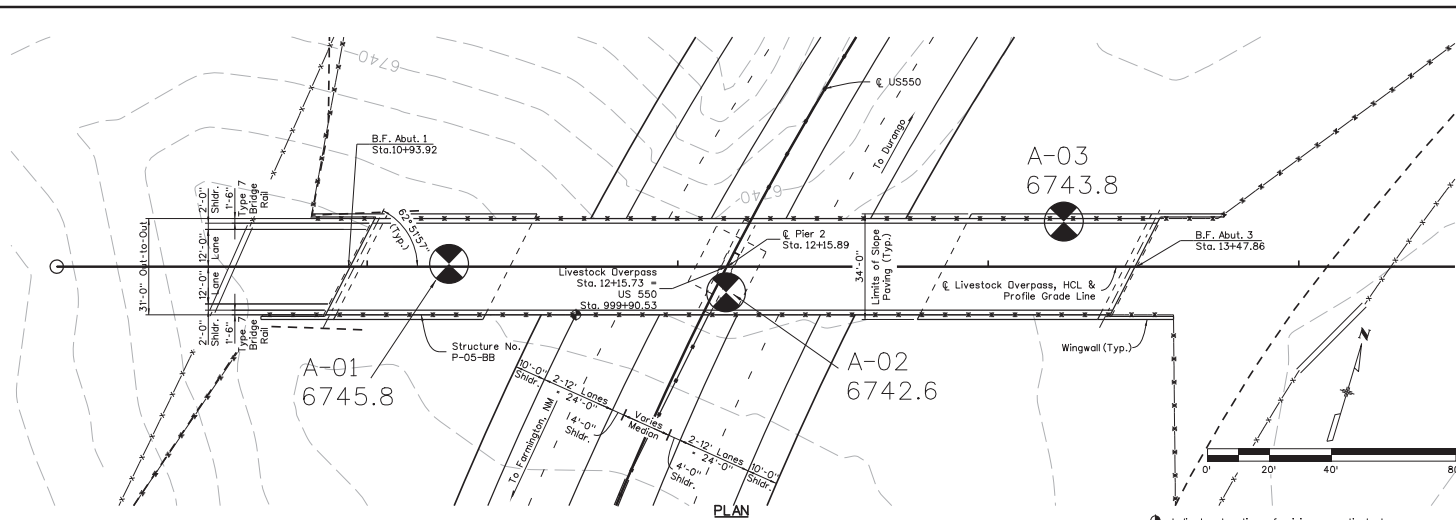 6740
℄ US550
To Durango
A-03
6743.8
B.F. Abut. 1
Sta.10+93.92
2'-0"
Shldr.
1'-6"
Type 7
Bridge
Rail
62°51'57"
(Typ.)
6740
℄ Pier 2
Sta. 12+15.89
B.F. Abut. 3
Sta. 13+47.86
31'-0" Out-to-Out
12'-0"
Lane
12'-0"
Lane
34'-0"
Limits of Slope
Paving (Typ.)
Livestock Overpass
Sta. 12+15.73 =
US 550
Sta. 999+90.53
℄ Livestock Overpass, HCL &
Profile Grade Line
2'-0"
Shldr.
1'-6"
Type 7
Bridge
Rail
Structure No.
P-05-BB
Wingwall (Typ.)
N
A-01
6745.8
A-02
6742.6
10'-0"
Shldr.
2-12' Lanes
= 24'-0"
4'-0"
Shldr.
Varies
Median
2-12' Lanes
= 24'-0"
4'-0"
Shldr.
10'-0"
Shldr.
To Farmington, NM
0'
20'
40'
PLAN